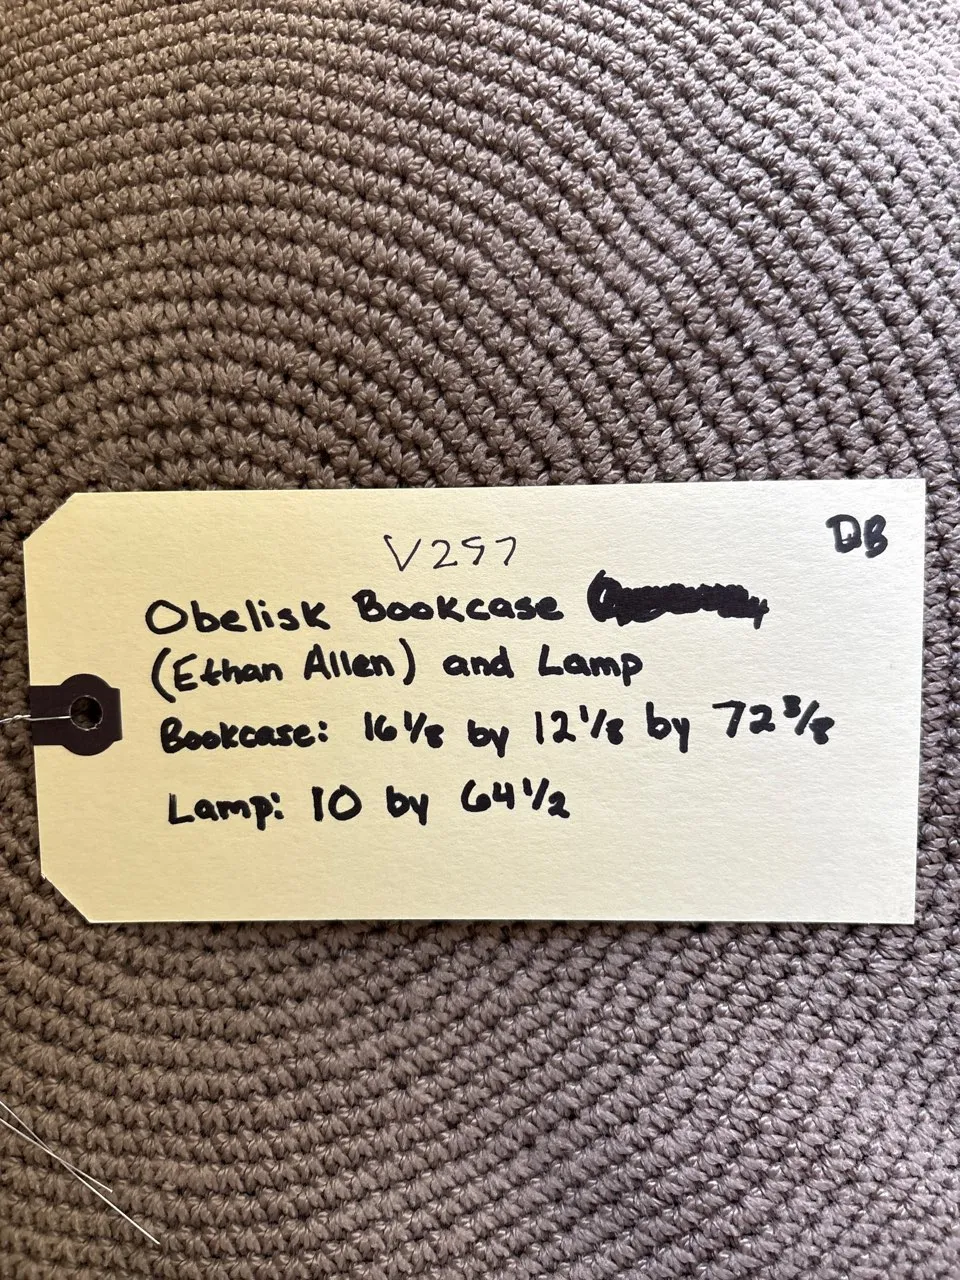 V297
DB
Obelisk Bookcase
(Ethan Allen) and Lamp
Bookcase: 16 1/8 by 12 1/8 by 72 3/8
Lamp: 10 by 64 1/2